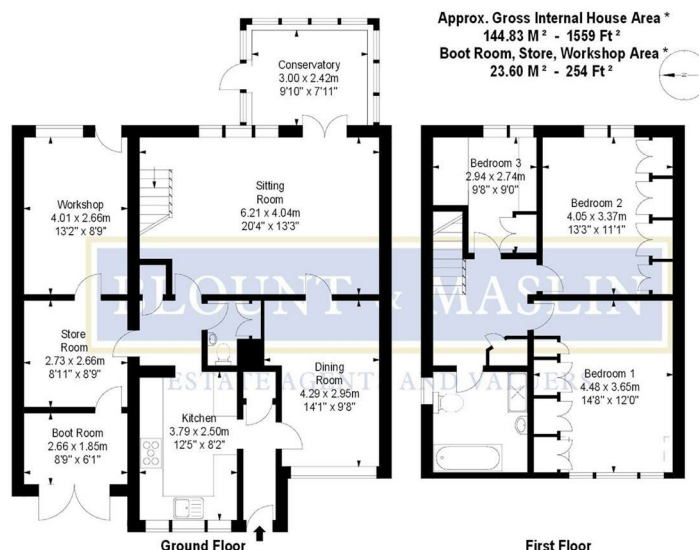 Approx. Gross Internal House Area *
144.83 M² - 1559 Ft²
Boot Room, Store, Workshop Area *
23.60 M² - 254 Ft²
Conservatory
3.00 x 2.42m
9'10" x 7'11"
Workshop
4.01 x 2.66m
13'2" x 8'9"
Sitting
Room
6.21 x 4.04m
20'4" x 13'3"
Bedroom 3
2.94 x 2.74m
9'8" x 9'0"
Bedroom 2
4.05 x 3.37m
13'3" x 11'1"
BLOUNT & MASLIN
ESTATE AGENTS AND VALUERS
Store
Room
2.73 x 2.66m
8'11" x 8'9"
Dining
Room
4.29 x 2.95m
14'1" x 9'8"
Bedroom 1
4.48 x 3.65m
14'8" x 12'0"
Kitchen
3.79 x 2.50m
12'5" x 8'2"
Boot Room
2.66 x 1.85m
8'9" x 6'1"
Ground Floor
First Floor